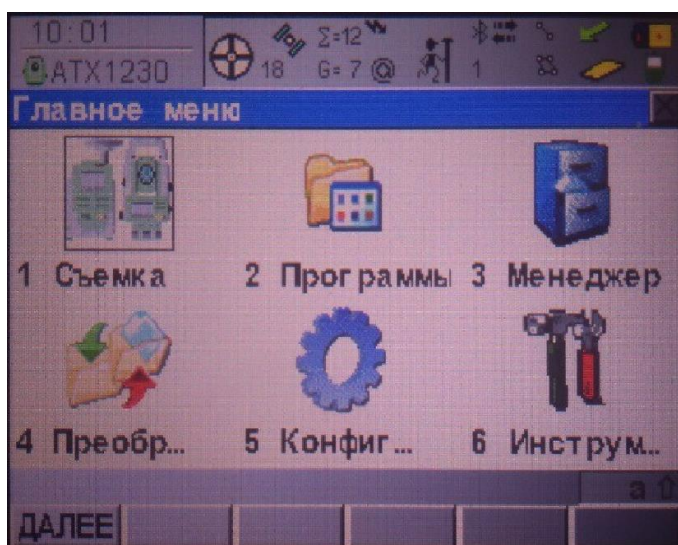 10:01
ATX1230
18
Σ=12
G= 7
1
Главное меню
1 Съемка
2 Программы
3 Менеджер
4 Преобр...
5 Конфиг...
6 Инструм...
a
ДАЛЕЕ